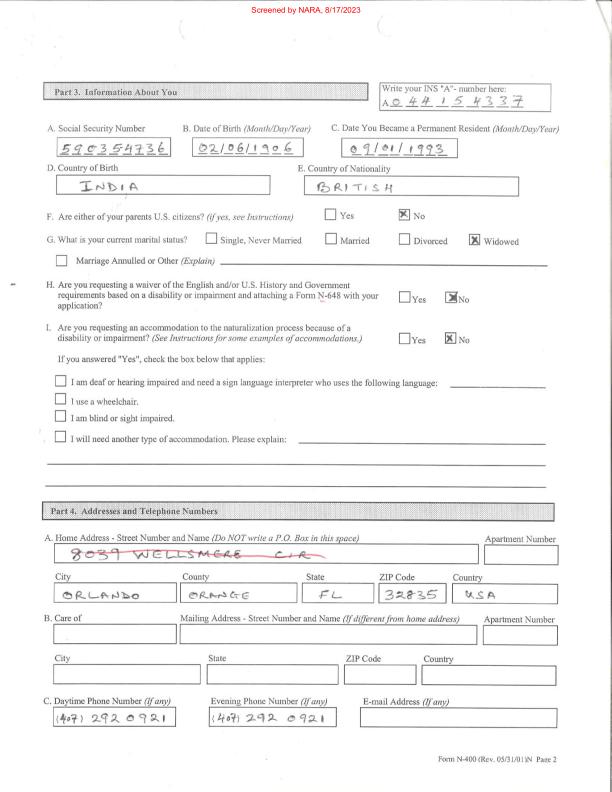 Screened by NARA, 8/17/2023
Part 3. Information About You
Write your INS "A"- number here:
A 0 4 4 1 5 4 3 3 7
A. Social Security Number B. Date of Birth (Month/Day/Year) C. Date You Became a Permanent Resident (Month/Day/Year)
590354736 02/06/1906 09/01/1993
D. Country of Birth E. Country of Nationality
INDIA BRITISH
F. Are either of your parents U.S. citizens? (if yes, see Instructions) Yes No
G. What is your current marital status? Single, Never Married Married Divorced Widowed
Marriage Annulled or Other (Explain)
H. Are you requesting a waiver of the English and/or U.S. History and Government
requirements based on a disability or impairment and attaching a Form N-648 with your
application? Yes No
I. Are you requesting an accommodation to the naturalization process because of a
disability or impairment? (See Instructions for some examples of accommodations.) Yes No
If you answered "Yes", check the box below that applies:
I am deaf or hearing impaired and need a sign language interpreter who uses the following language:
I use a wheelchair.
I am blind or sight impaired.
I will need another type of accommodation. Please explain:
Part 4. Addresses and Telephone Numbers
A. Home Address - Street Number and Name (Do NOT write a P.O. Box in this space) Apartment Number
8039 WELLSMERE CIR
City County State ZIP Code Country
ORLANDO ORANGE FL 32835 USA
B. Care of Mailing Address - Street Number and Name (If different from home address) Apartment Number
City State ZIP Code Country
C. Daytime Phone Number (If any) Evening Phone Number (If any) E-mail Address (If any)
(407) 292 0921 (407) 292 0921
Form N-400 (Rev. 05/31/01)N Page 2